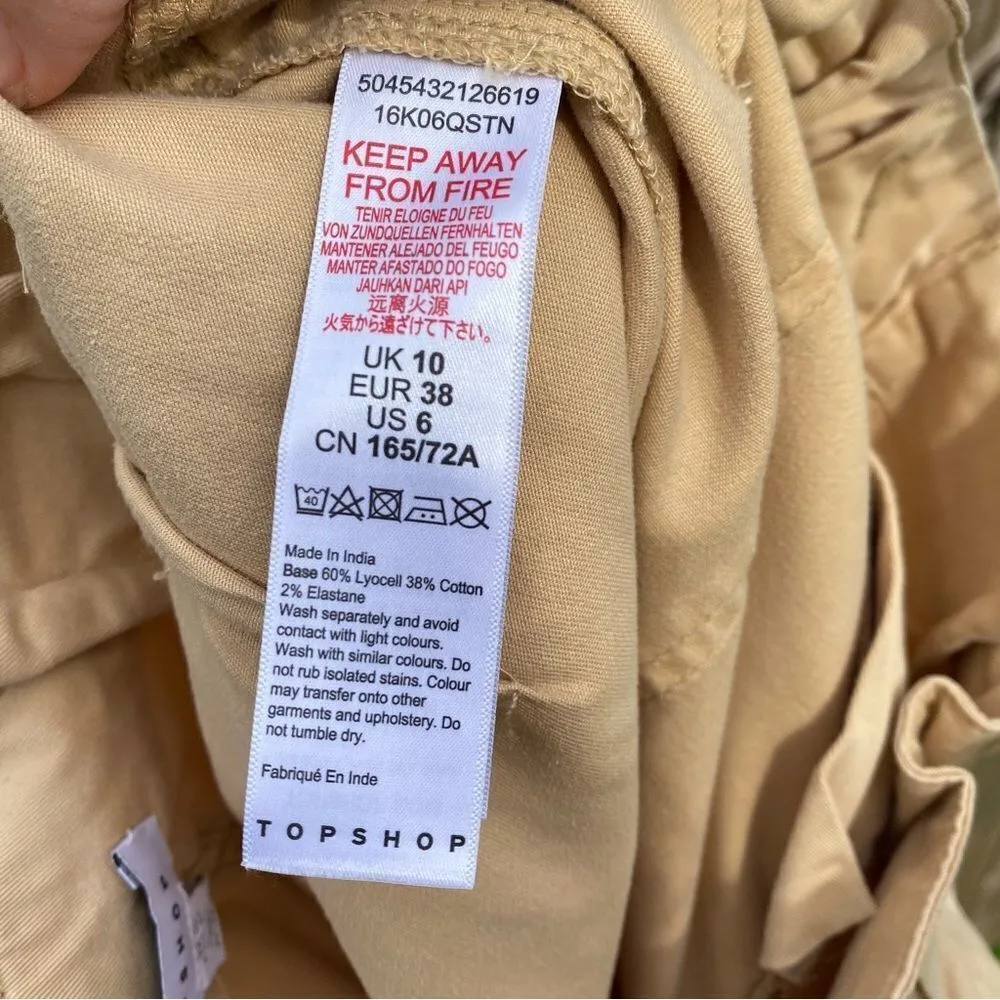 5045432126619
16K06QSTN
KEEP AWAY
FROM FIRE
TENIR ELOIGNE DU FEU
VON ZUNDQUELLEN FERNHALTEN
MANTENER ALEJADO DEL FEUGO
MANTER AFASTADO DO FOGO
JAUHKAN DARI API
远离火源
火気から遠ざけて下さい。
UK 10
EUR 38
US 6
CN 165/72A
40
Made In India
Base 60% Lyocell 38% Cotton
2% Elastane
Wash separately and avoid
contact with light colours.
Wash with similar colours. Do
not rub isolated stains. Colour
may transfer onto other
garments and upholstery. Do
not tumble dry.
Fabriqué En Inde
TOPSHOP